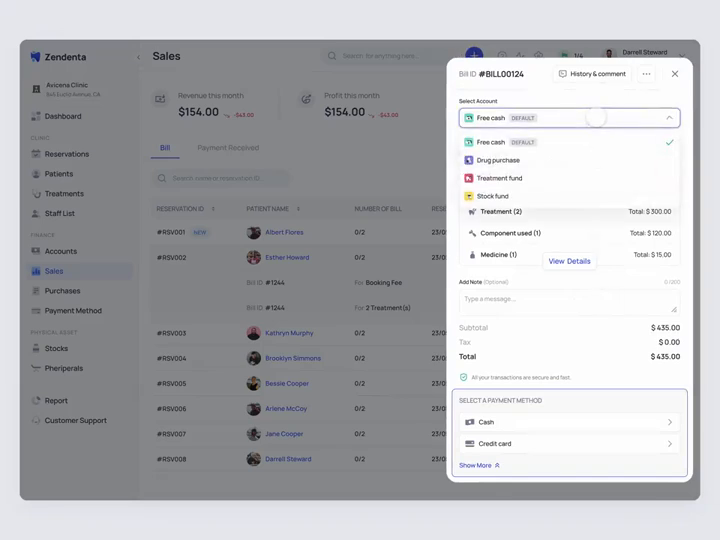 Zendenta
Avicena Clinic
845 Euclid Avenue, CA
Dashboard
CLINIC
Reservations
Patients
Treatments
Staff List
FINANCE
Accounts
Sales
Purchases
Payment Method
PHYSICAL ASSET
Stocks
Pheriperals
Report
Customer Support
Sales
Search for anything here...
1/4
Darrell Steward
Revenue this month
$154.00 -$43.00
Profit this month
$154.00 -$43.00
Bill Payment Received
Search name or reservation ID
RESERVATION ID PATIENT NAME NUMBER OF BILL
#RSV001 NEW Albert Flores 0/2
#RSV002 Esther Howard 0/2
Bill ID #1244 For Booking Fee
Bill ID #1244 For 2 Treatment(s)
#RSV003 Kathryn Murphy 0/2
#RSV004 Brooklyn Simmons 0/2
#RSV005 Bessie Cooper 0/2
#RSV006 Arlene McCoy 0/2
#RSV007 Jane Cooper 0/2
#RSV008 Darrell Steward 0/2
Bill ID #BILL00124
History & comment
Select Account
Free cash DEFAULT
Free cash DEFAULT
Drug purchase
Treatment fund
Stock fund
Treatment (2) Total: $300.00
Component used (1) Total: $120.00
Medicine (1) Total: $15.00
View Details
Add Note (Optional) 0/200
Type a message...
Subtotal $435.00
Tax $0.00
Total $435.00
All your transactions are secure and fast.
SELECT A PAYMENT METHOD
Cash
Credit card
Show More